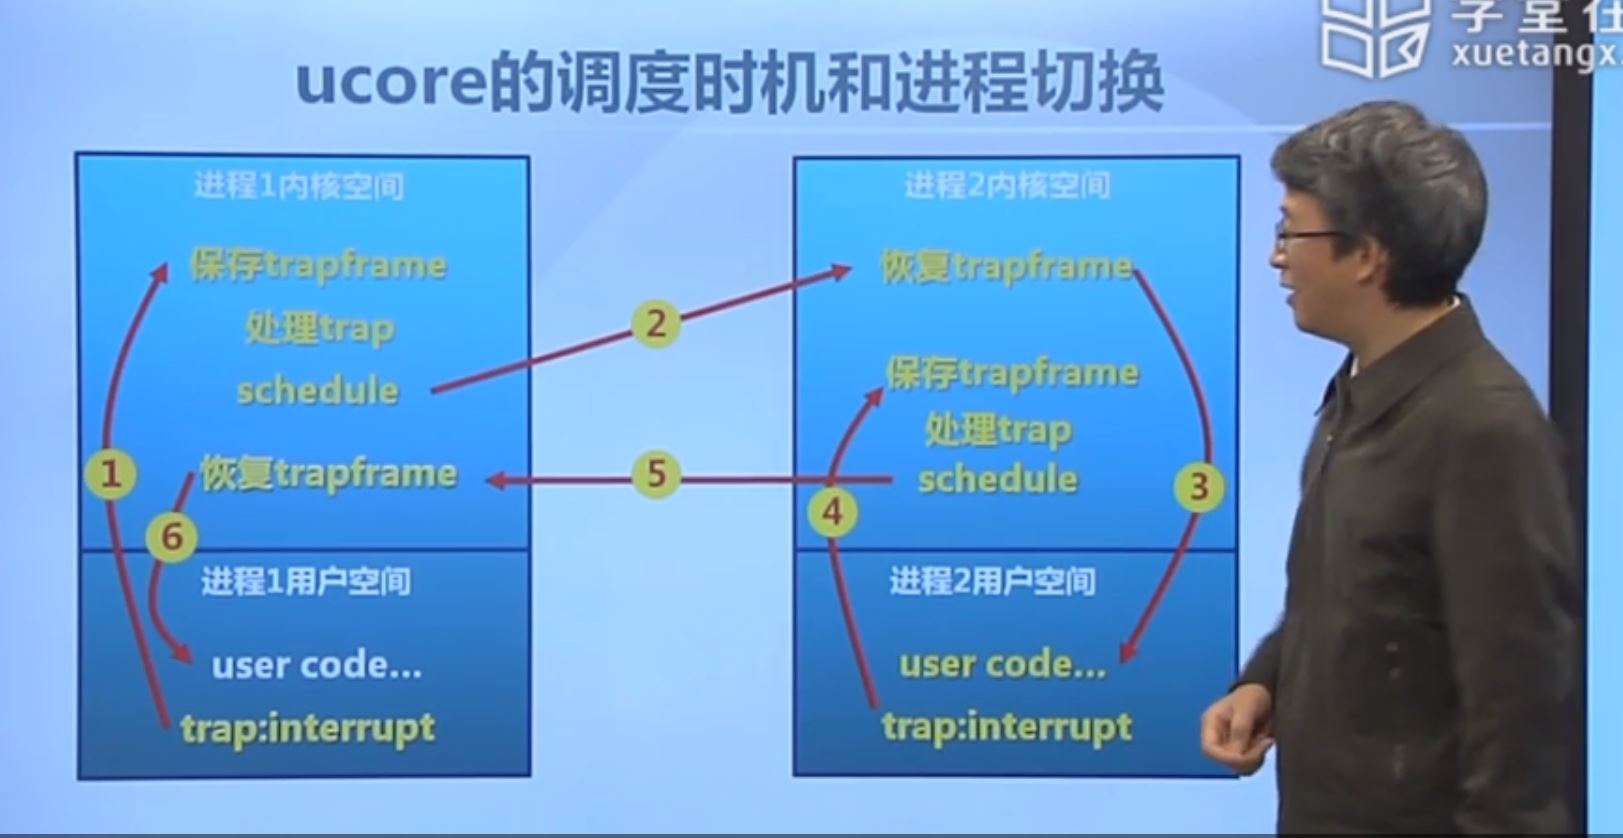 学堂在
xuetangx.
ucore的调度时机和进程切换
进程1内核空间
保存trapframe
处理trap
schedule
恢复trapframe
1
6
进程1用户空间
user code...
trap:interrupt
2
5
进程2内核空间
恢复trapframe
保存trapframe
处理trap
schedule
4
3
进程2用户空间
user code...
trap:interrupt